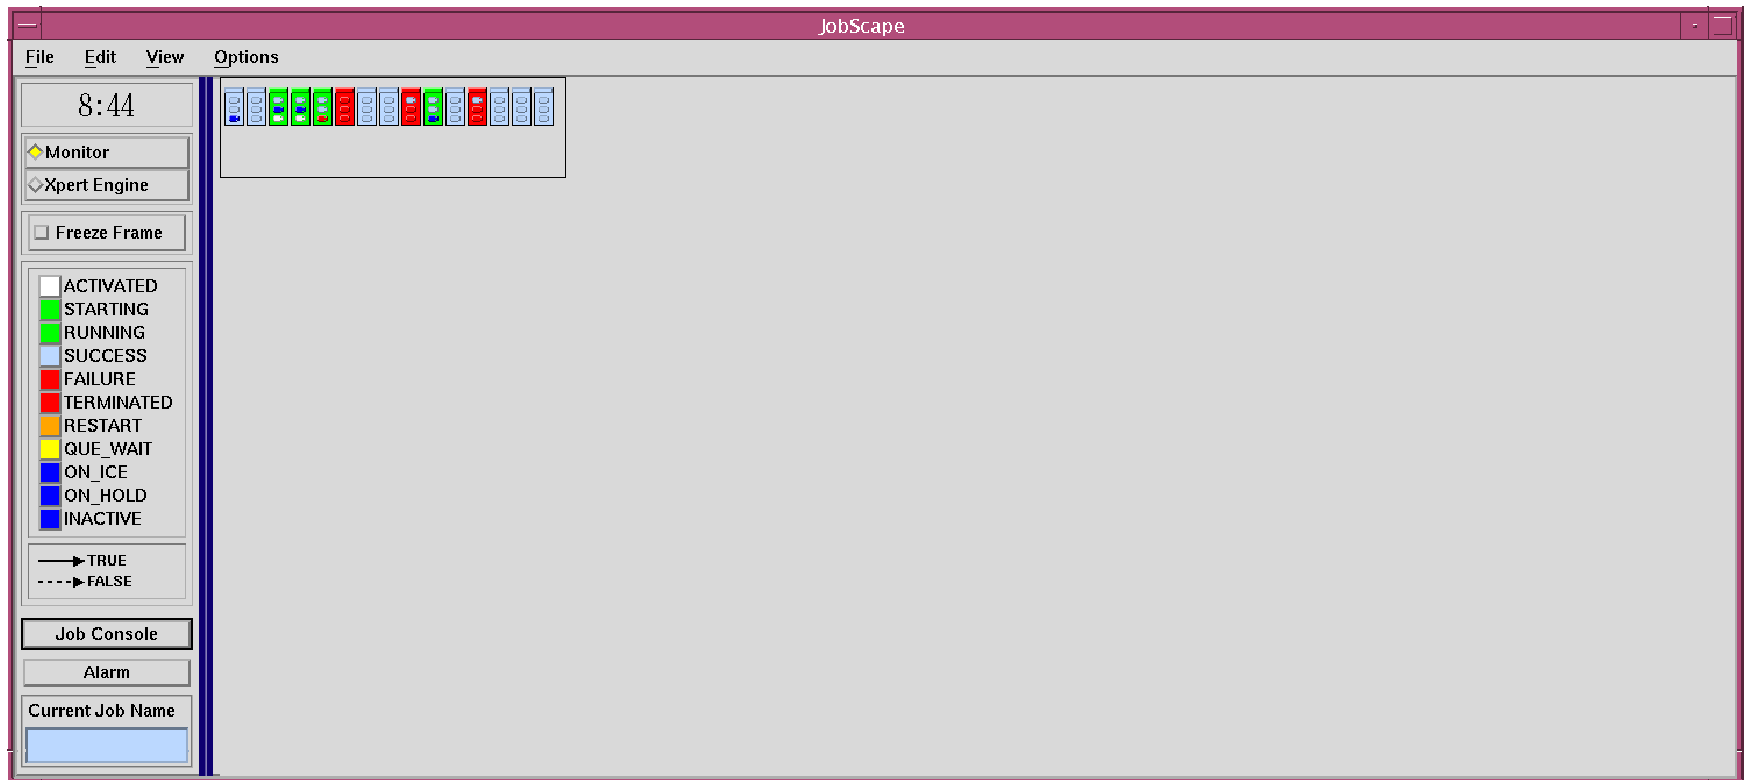 JobScape
File Edit View Options
8:44
Monitor
Xpert Engine
Freeze Frame
ACTIVATED
STARTING
RUNNING
SUCCESS
FAILURE
TERMINATED
RESTART
QUE_WAIT
ON_ICE
ON_HOLD
INACTIVE
TRUE
FALSE
Job Console
Alarm
Current Job Name